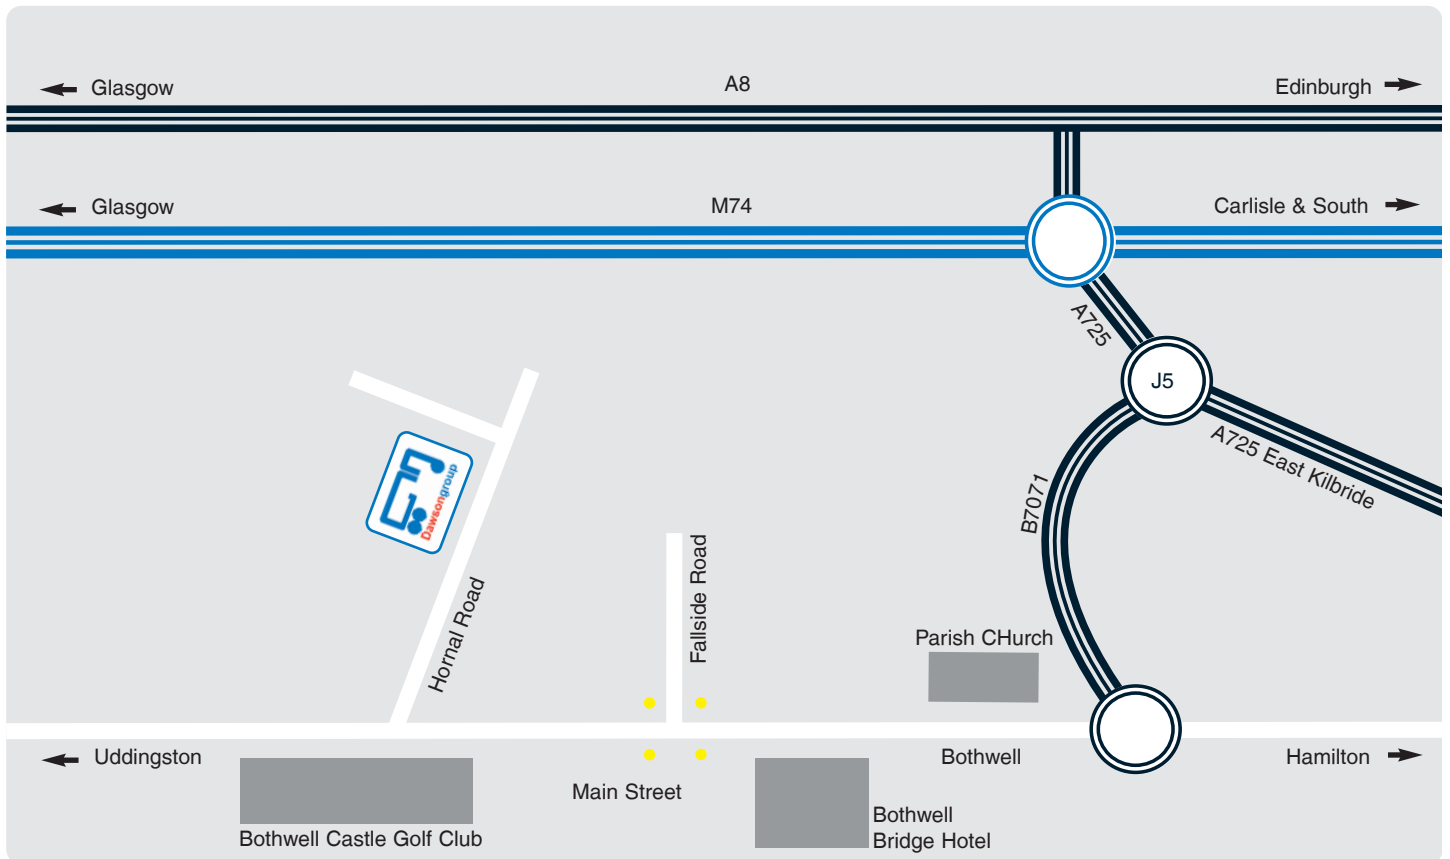 Glasgow
A8
Edinburgh
Glasgow
M74
Carlisle & South
A725
J5
A725 East Kilbride
B7071
Dawsongroup
Hornal Road
Fallside Road
Parish CHurch
Uddingston
Bothwell
Hamilton
Main Street
Bothwell Castle Golf Club
Bothwell
Bridge Hotel